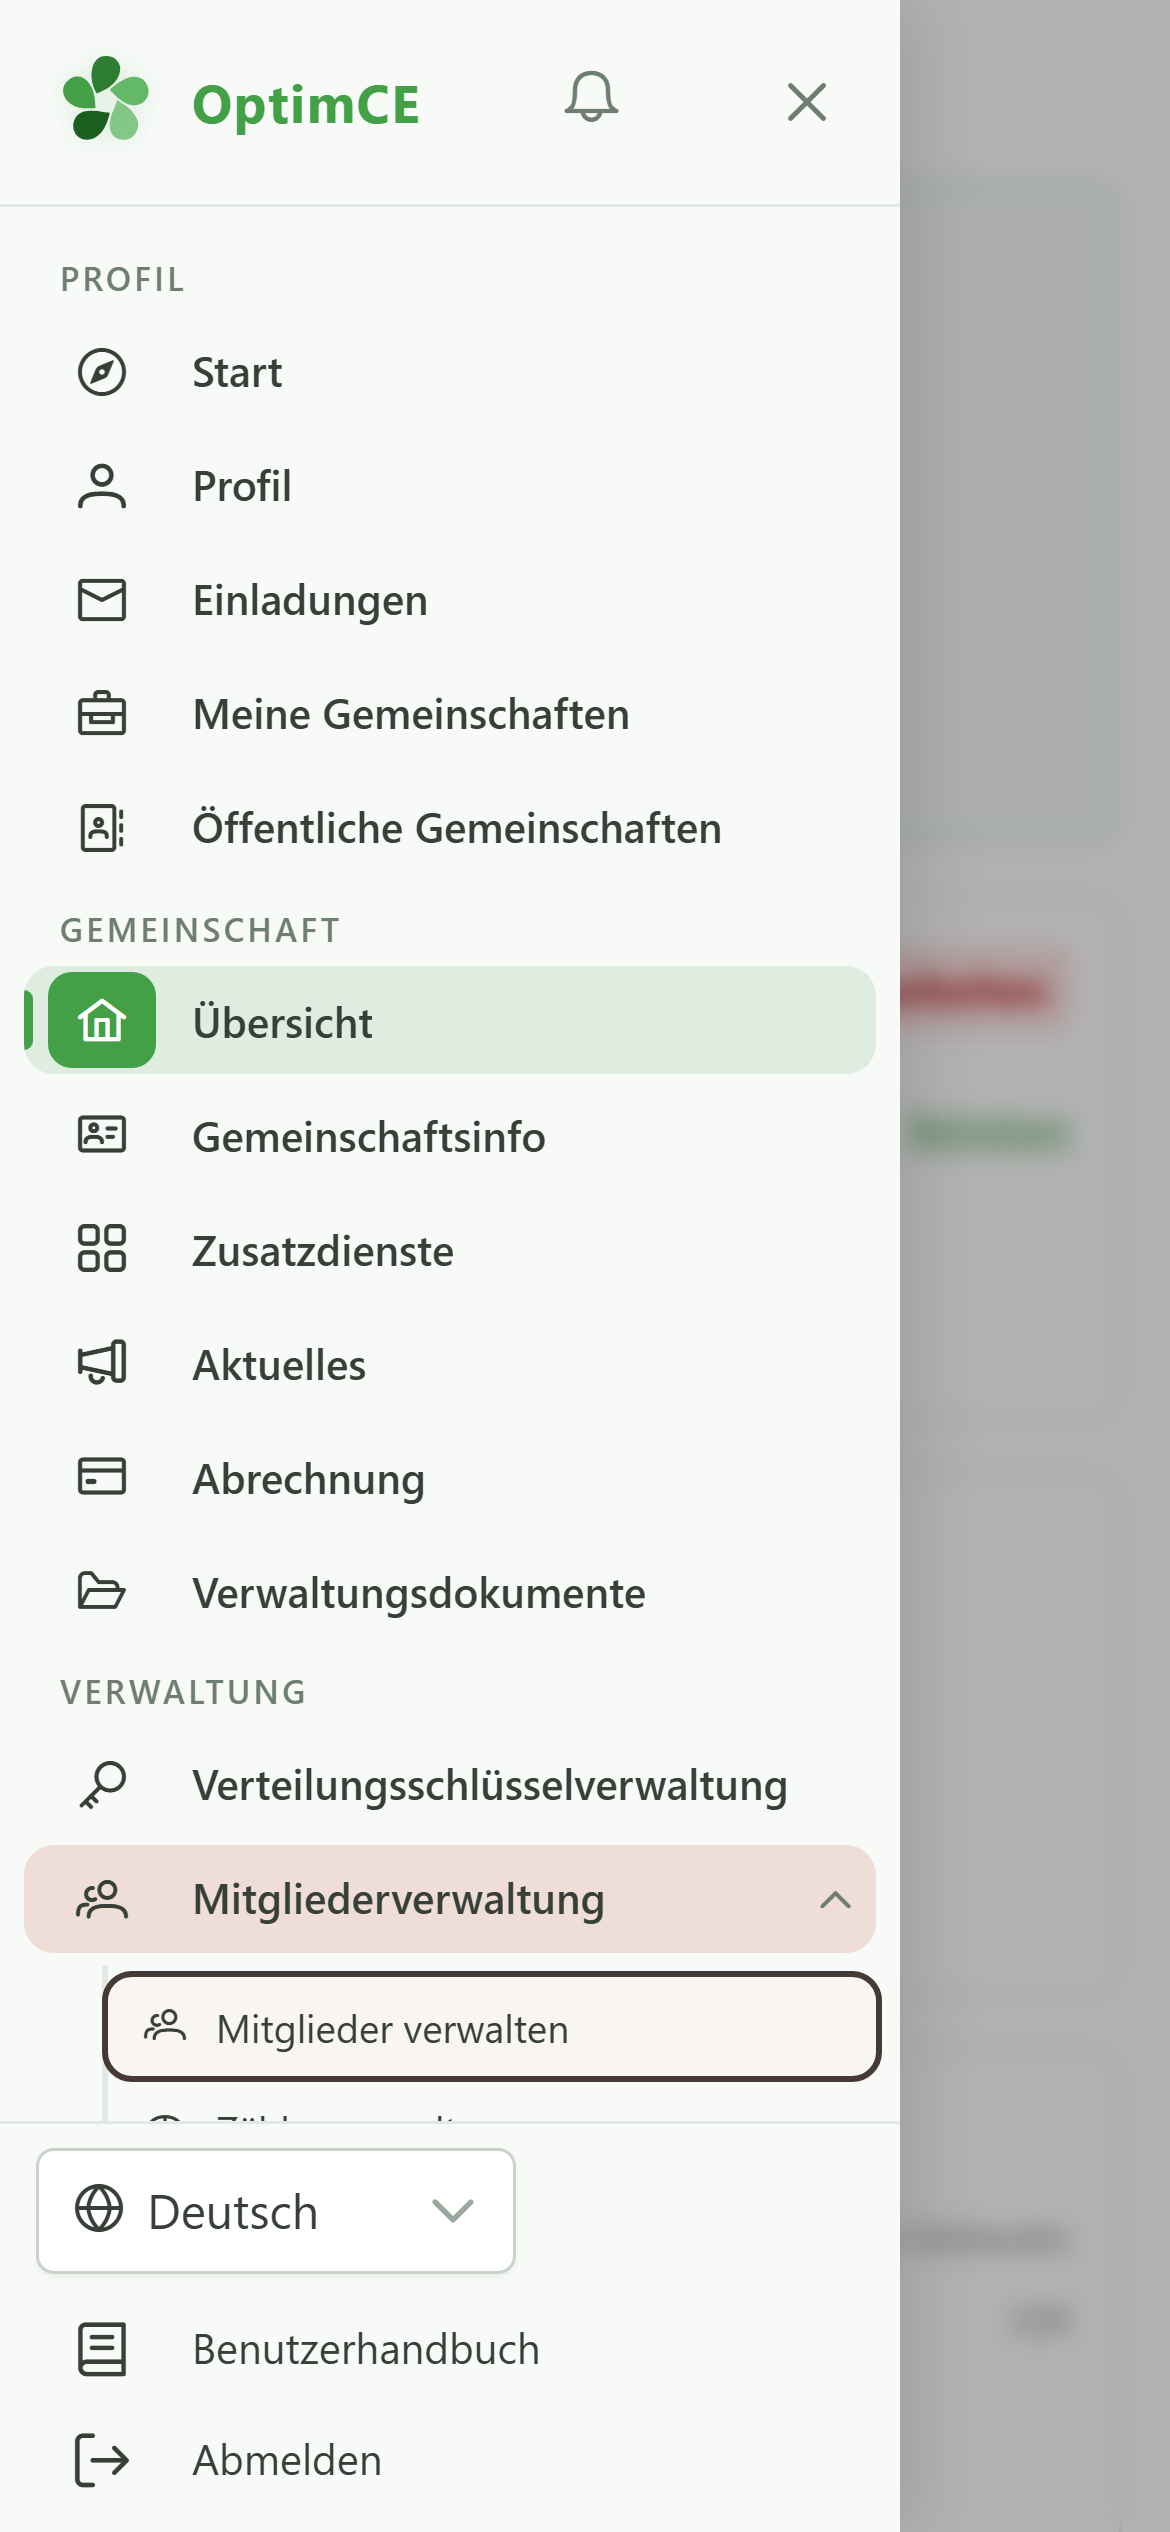 OptimCE
PROFIL
Start
Profil
Einladungen
Meine Gemeinschaften
Öffentliche Gemeinschaften
GEMEINSCHAFT
Übersicht
Gemeinschaftsinfo
Zusatzdienste
Aktuelles
Abrechnung
Verwaltungsdokumente
VERWALTUNG
Verteilungsschlüsselverwaltung
Mitgliederverwaltung
Mitglieder verwalten
Deutsch
Benutzerhandbuch
Abmelden